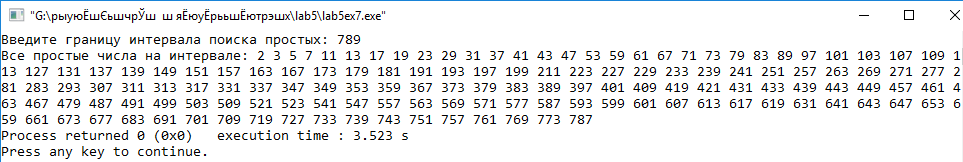 "G:\рыуюЁшЄьшчрЎш  ш яЁюуЁрьшЁютрэшх\lab5\lab5ex7.exe"
Введите границу интервала поиска простых: 789
Все простые числа на интервале: 2 3 5 7 11 13 17 19 23 29 31 37 41 43 47 53 59 61 67 71 73 79 83 89 97 101 103 107 109 1
13 127 131 137 139 149 151 157 163 167 173 179 181 191 193 197 199 211 223 227 229 233 239 241 251 257 263 269 271 277 2
81 283 293 307 311 313 317 331 337 347 349 353 359 367 373 379 383 389 397 401 409 419 421 431 433 439 443 449 457 461 4
63 467 479 487 491 499 503 509 521 523 541 547 557 563 569 571 577 587 593 599 601 607 613 617 619 631 641 643 647 653 6
59 661 673 677 683 691 701 709 719 727 733 739 743 751 757 761 769 773 787
Process returned 0 (0x0)   execution time : 3.523 s
Press any key to continue.